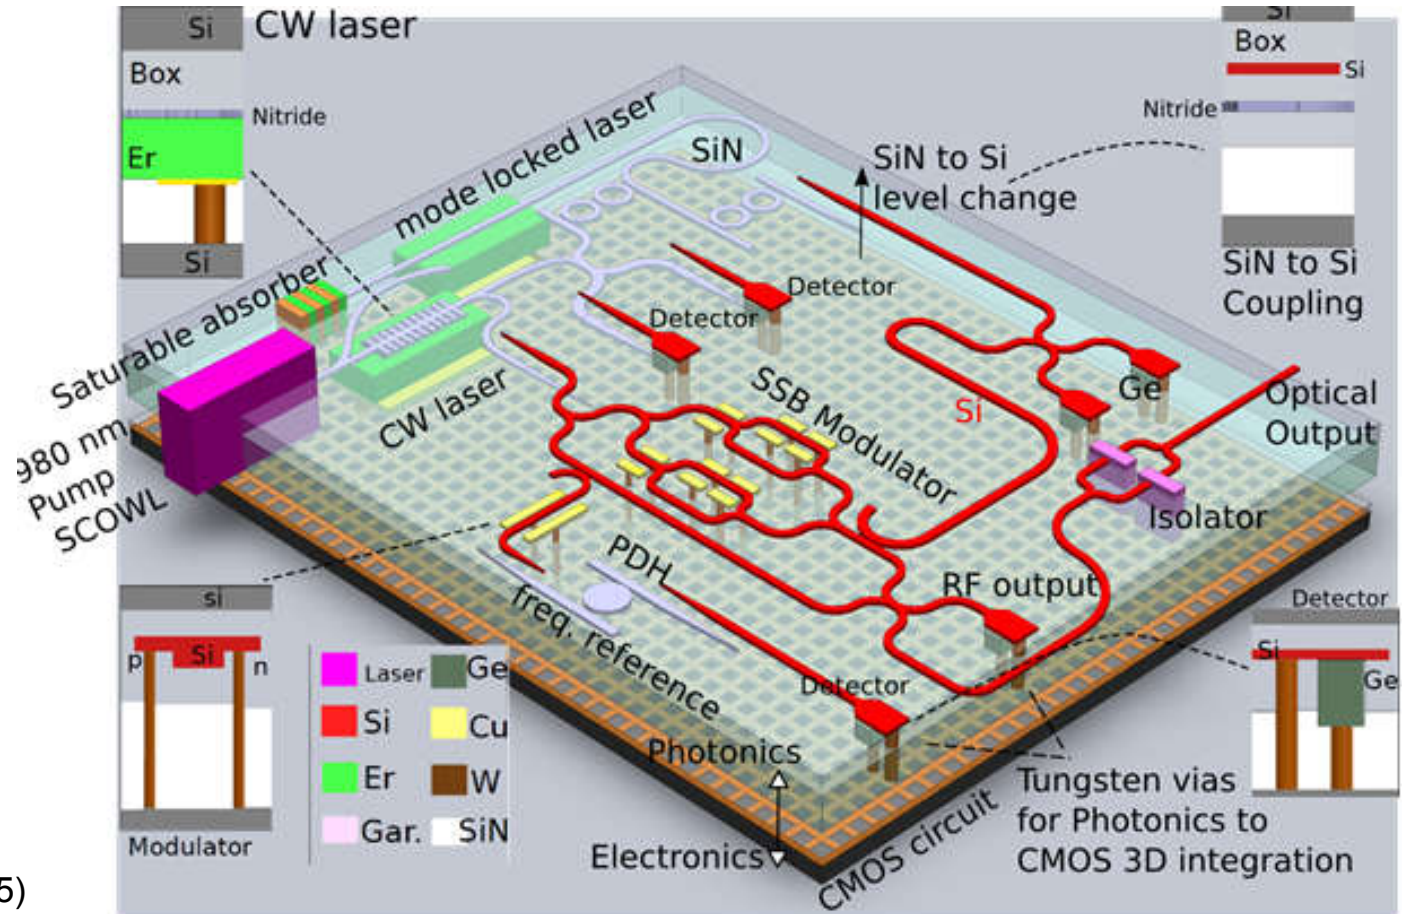 Si
CW laser
Box
Nitride
Er
Si
Si
Box
Si
Nitride
SiN to Si
Coupling
mode locked laser
SiN
SiN to Si
level change
Saturable absorber
Detector
Detector
CW laser
SSB Modulator
Si
Ge
Optical
Output
980 nm
Pump
SCOWL
Isolator
PDH
freq. reference
RF output
Detector
si
p
Si
n
Modulator
Laser
Ge
Si
Cu
Er
W
Gar.
SiN
Detector
Si
Ge
Photonics
Electronics
CMOS circuit
Tungsten vias
for Photonics to
CMOS 3D integration
5)